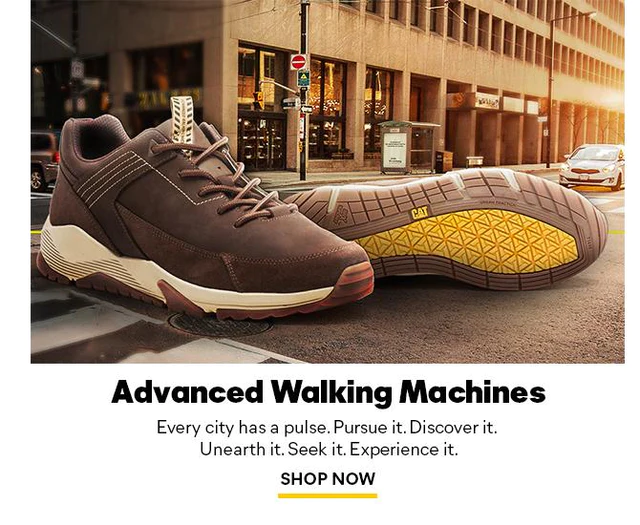 CAT
Advanced Walking Machines
Every city has a pulse. Pursue it. Discover it.
Unearth it. Seek it. Experience it.
SHOP NOW